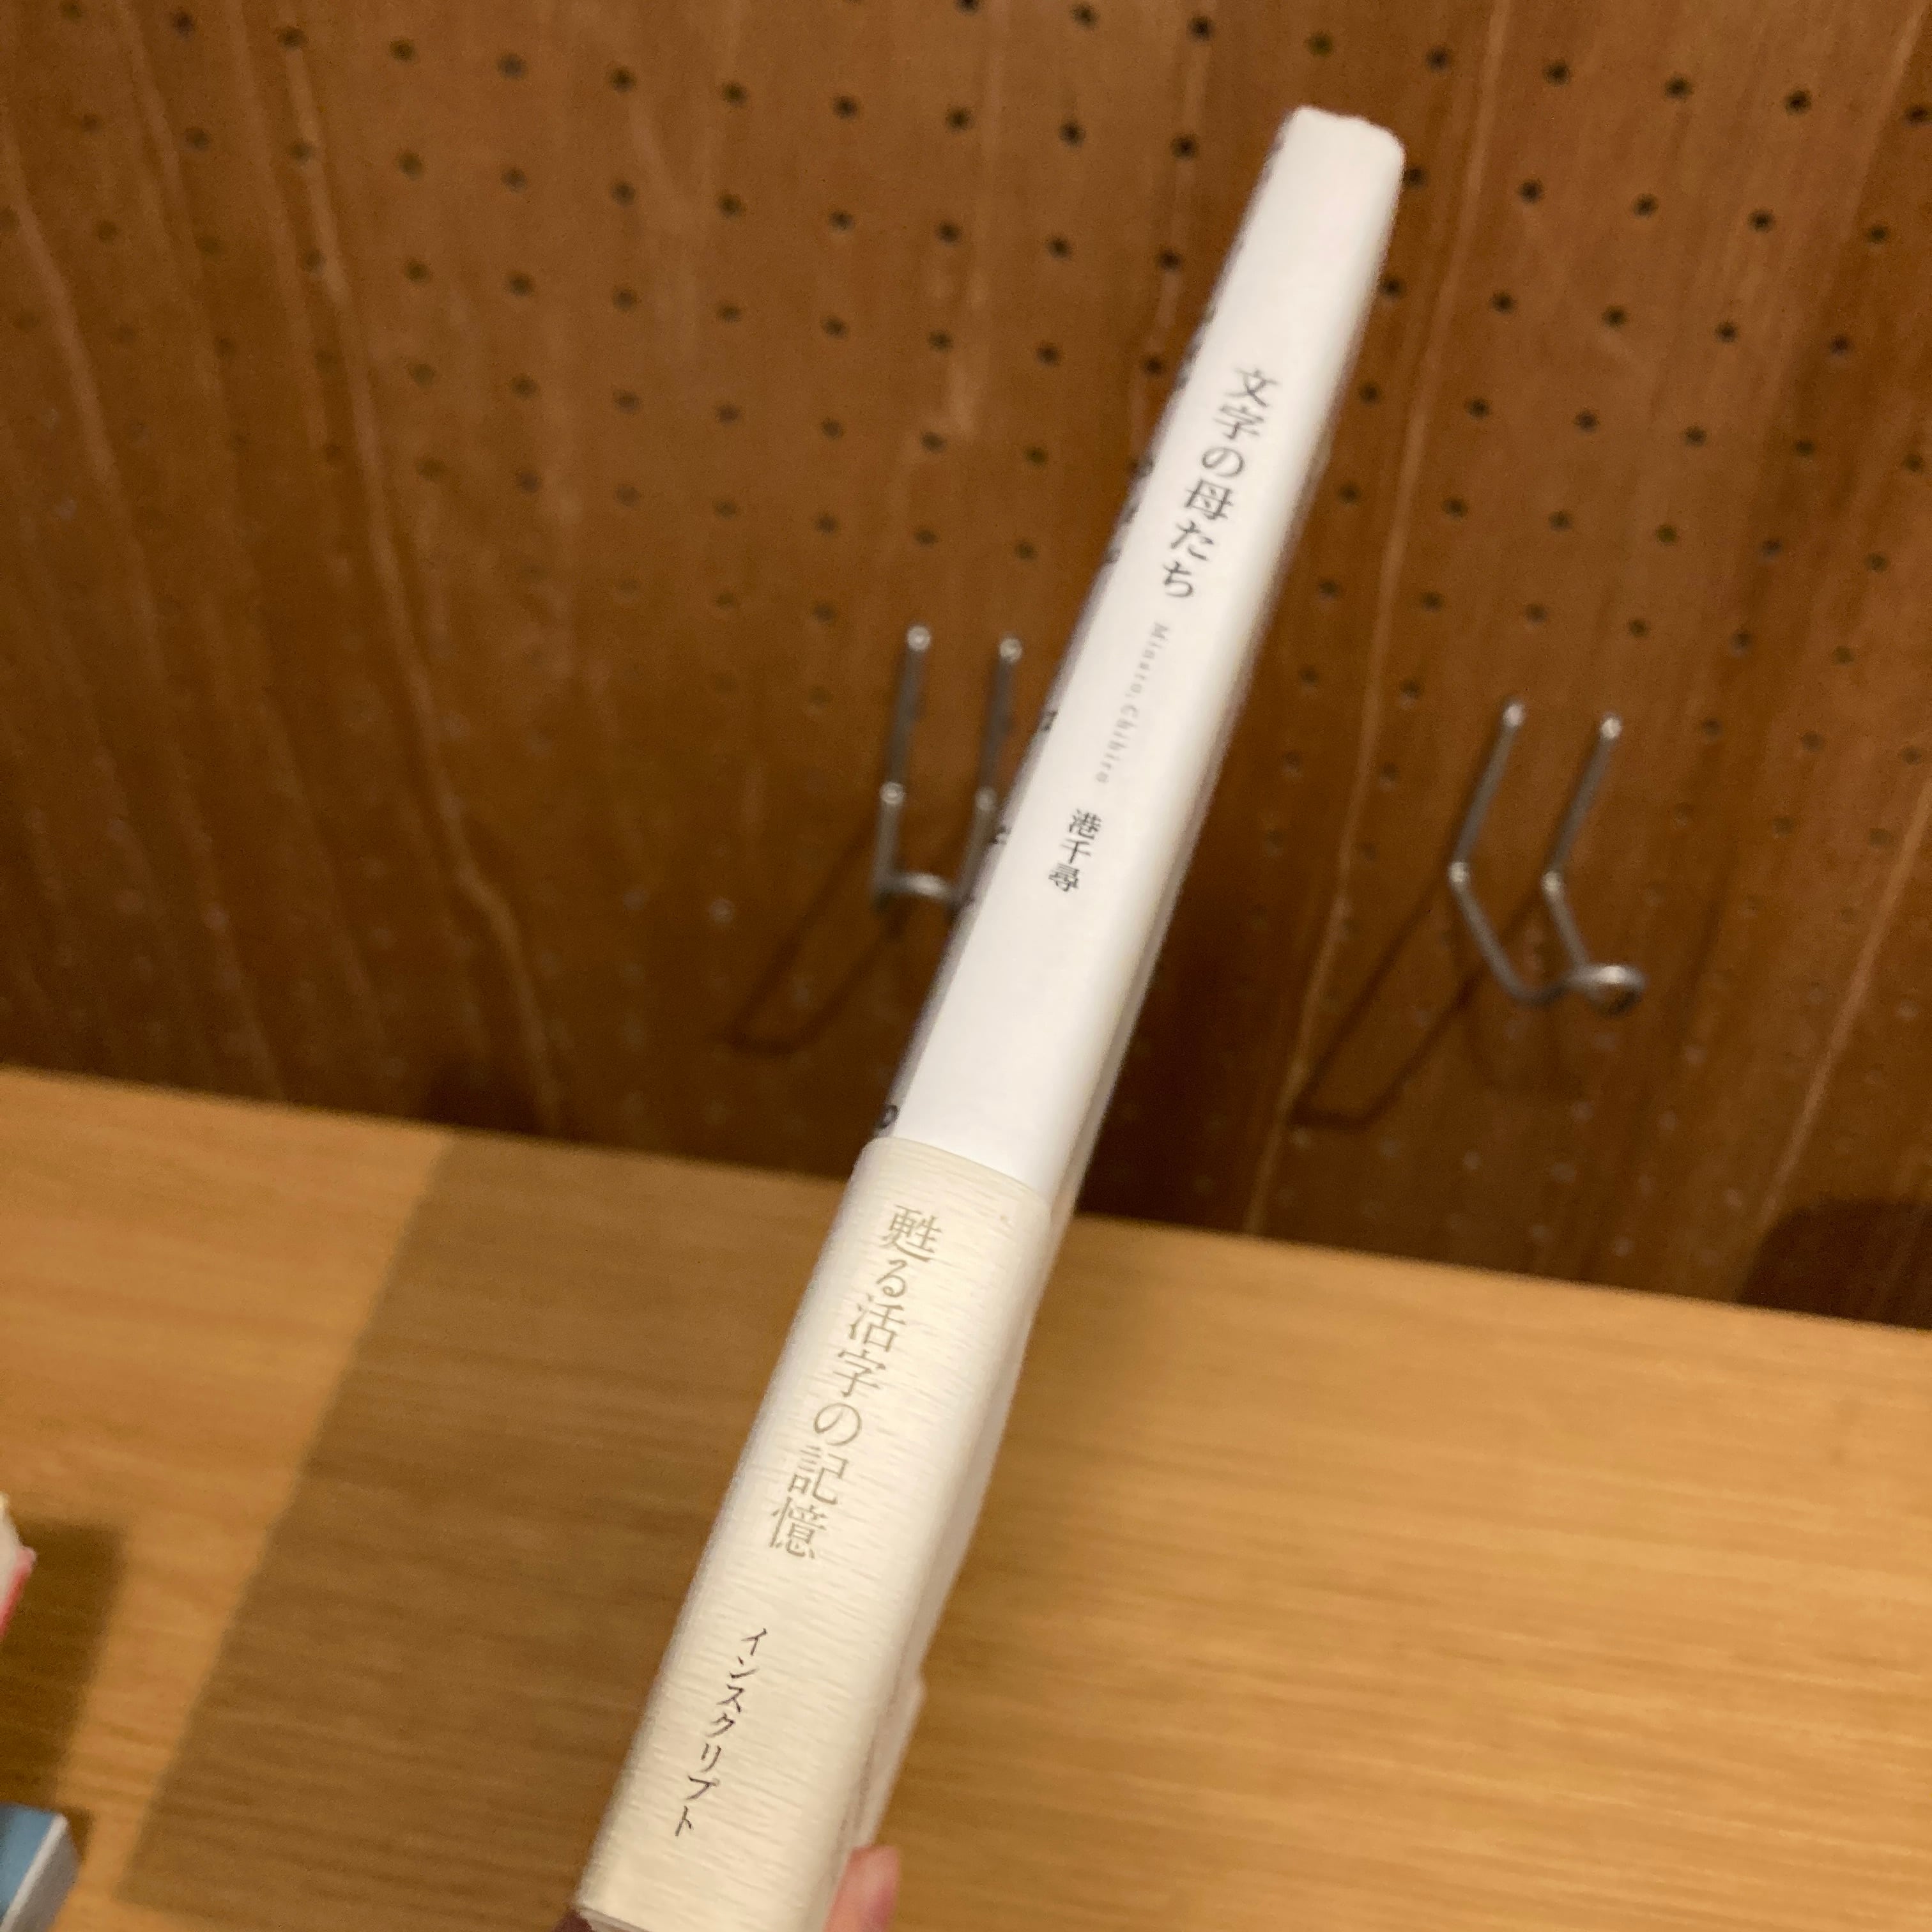 文字の母たち
Minato, Chihiro
港千尋
甦る活字の記憶
インスクリプト